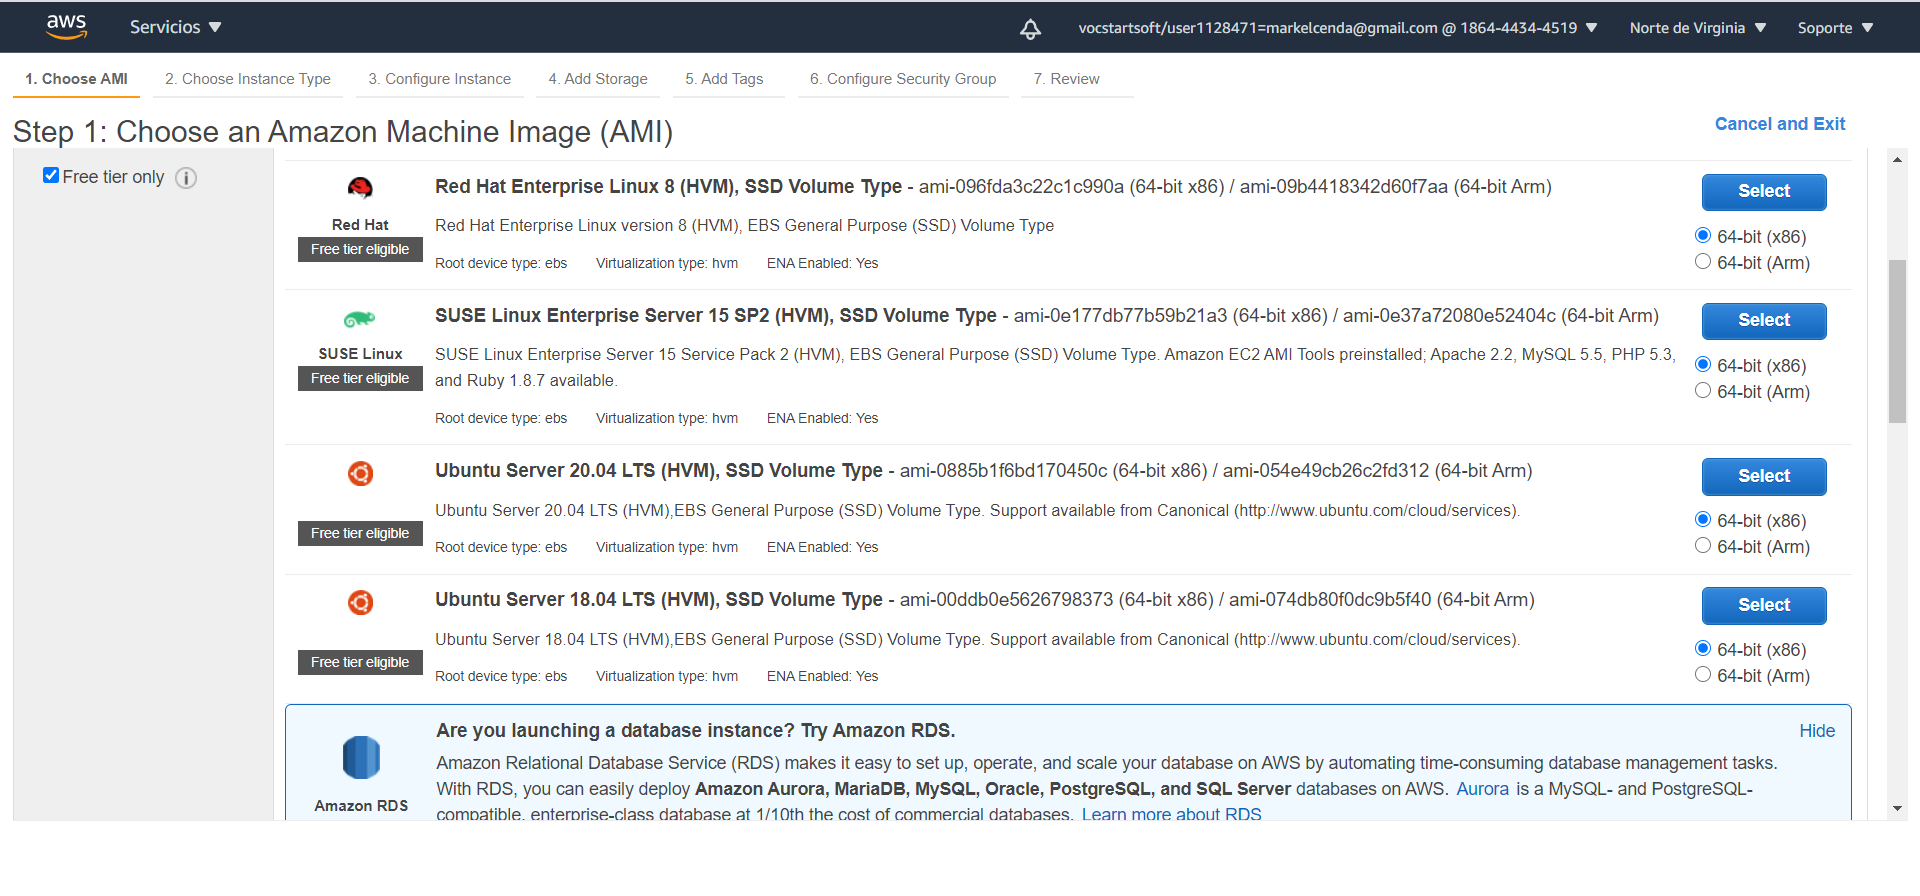 aws
Servicios
vocstartsoft/user1128471=markelcenda@gmail.com @ 1864-4434-4519
Norte de Virginia
Soporte
1. Choose AMI
2. Choose Instance Type
3. Configure Instance
4. Add Storage
5. Add Tags
6. Configure Security Group
7. Review
Step 1: Choose an Amazon Machine Image (AMI)
Cancel and Exit
Free tier only
i
Red Hat
Free tier eligible
Red Hat Enterprise Linux 8 (HVM), SSD Volume Type - ami-096fda3c22c1c990a (64-bit x86) / ami-09b4418342d60f7aa (64-bit Arm)
Red Hat Enterprise Linux version 8 (HVM), EBS General Purpose (SSD) Volume Type
Root device type: ebs
Virtualization type: hvm
ENA Enabled: Yes
Select
64-bit (x86)
64-bit (Arm)
SUSE Linux
Free tier eligible
SUSE Linux Enterprise Server 15 SP2 (HVM), SSD Volume Type - ami-0e177db77b59b21a3 (64-bit x86) / ami-0e37a72080e52404c (64-bit Arm)
SUSE Linux Enterprise Server 15 Service Pack 2 (HVM), EBS General Purpose (SSD) Volume Type. Amazon EC2 AMI Tools preinstalled; Apache 2.2, MySQL 5.5, PHP 5.3,
and Ruby 1.8.7 available.
Root device type: ebs
Virtualization type: hvm
ENA Enabled: Yes
Select
64-bit (x86)
64-bit (Arm)
Free tier eligible
Ubuntu Server 20.04 LTS (HVM), SSD Volume Type - ami-0885b1f6bd170450c (64-bit x86) / ami-054e49cb26c2fd312 (64-bit Arm)
Ubuntu Server 20.04 LTS (HVM),EBS General Purpose (SSD) Volume Type. Support available from Canonical (http://www.ubuntu.com/cloud/services).
Root device type: ebs
Virtualization type: hvm
ENA Enabled: Yes
Select
64-bit (x86)
64-bit (Arm)
Free tier eligible
Ubuntu Server 18.04 LTS (HVM), SSD Volume Type - ami-00ddb0e5626798373 (64-bit x86) / ami-074db80f0dc9b5f40 (64-bit Arm)
Ubuntu Server 18.04 LTS (HVM),EBS General Purpose (SSD) Volume Type. Support available from Canonical (http://www.ubuntu.com/cloud/services).
Root device type: ebs
Virtualization type: hvm
ENA Enabled: Yes
Select
64-bit (x86)
64-bit (Arm)
Amazon RDS
Are you launching a database instance? Try Amazon RDS.
Hide
Amazon Relational Database Service (RDS) makes it easy to set up, operate, and scale your database on AWS by automating time-consuming database management tasks.
With RDS, you can easily deploy Amazon Aurora, MariaDB, MySQL, Oracle, PostgreSQL, and SQL Server databases on AWS. Aurora is a MySQL- and PostgreSQL-
compatible, enterprise-class database at 1/10th the cost of commercial databases. Learn more about RDS